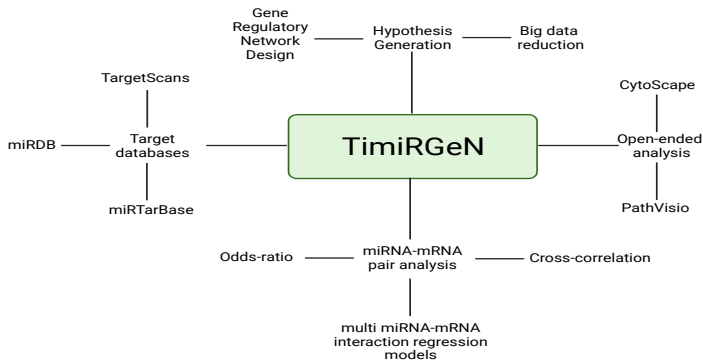 Gene
Regulatory
Network
Design
Hypothesis
Generation
Big data
reduction
TargetScans
miRDB
Target
databases
miRTarBase
TimiRGeN
CytoScape
Open-ended
analysis
PathVisio
Odds-ratio
miRNA-mRNA
pair analysis
Cross-correlation
multi miRNA-mRNA
interaction regression
models